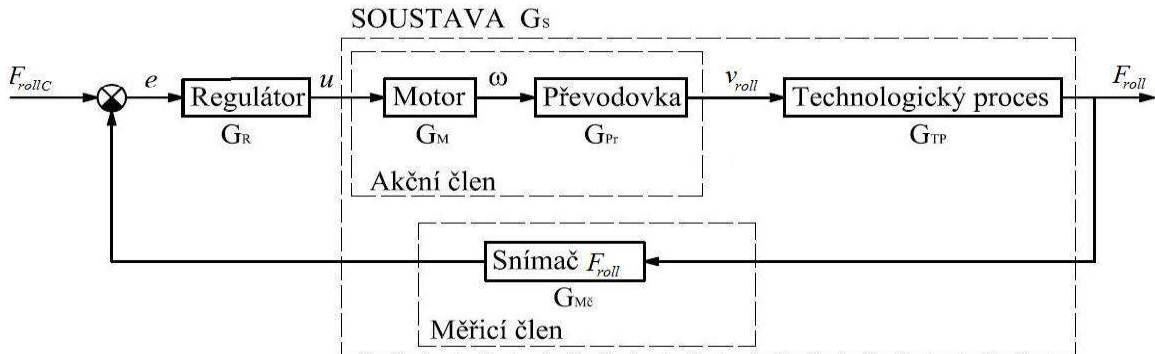 SOUSTAVA Gs
FrollC
e
Regulátor
GR
u
Motor
GM
ω
Převodovka
GPr
vroll
Technologický proces
GTP
Froll
Akční člen
Snímač Froll
GMč
Měřicí člen